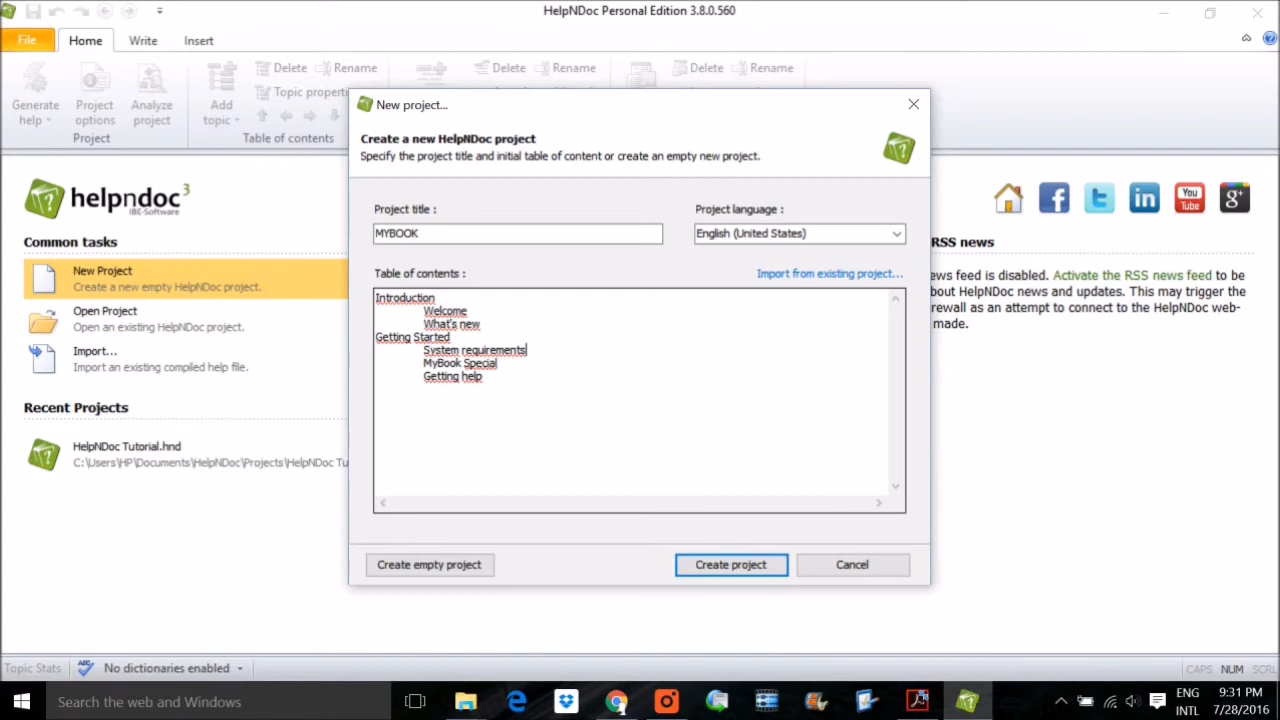 HelpNDoc Personal Edition 3.8.0.560
File Home Write Insert
Delete Rename Delete Rename Delete Rename
Topic properti
Generate help Project options Analyze project Add topic
Project Table of contents
New project...
Create a new HelpNDoc project
Specify the project title and initial table of content or create an empty new project.
helpndoc 3
IBE-Software
You Tube
Project title :
Project language :
MYBOOK
English (United States)
Common tasks
RSS news
New Project
Create a new empty HelpNDoc project.
Table of contents :
Import from existing project...
ews feed is disabled. Activate the RSS news feed to be
bout HelpNDoc news and updates. This may trigger the
rewall as an attempt to connect to the HelpNDoc web-
made.
Introduction
Welcome
What's new
Getting Started
System requirements
MyBook Special
Getting help
Open Project
Open an existing HelpNDoc project.
Import...
Import an existing compiled help file.
Recent Projects
HelpNDoc Tutorial.hnd
C:\Users\HP\Documents\HelpNDoc\Projects\HelpNDoc Tu
Create empty project
Create project
Cancel
Topic Stats
No dictionaries enabled
CAPS NUM SCRL
Search the web and Windows
ENG
INTL
9:31 PM
7/28/2016